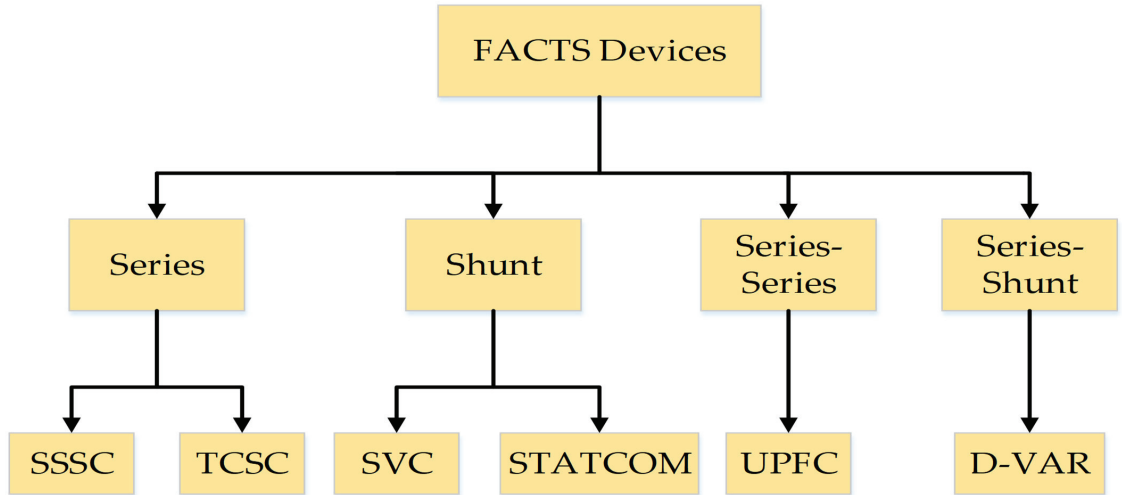 FACTS Devices
Series
Shunt
Series-
Series
Series-
Shunt
SSSC
TCSC
SVC
STATCOM
UPFC
D-VAR